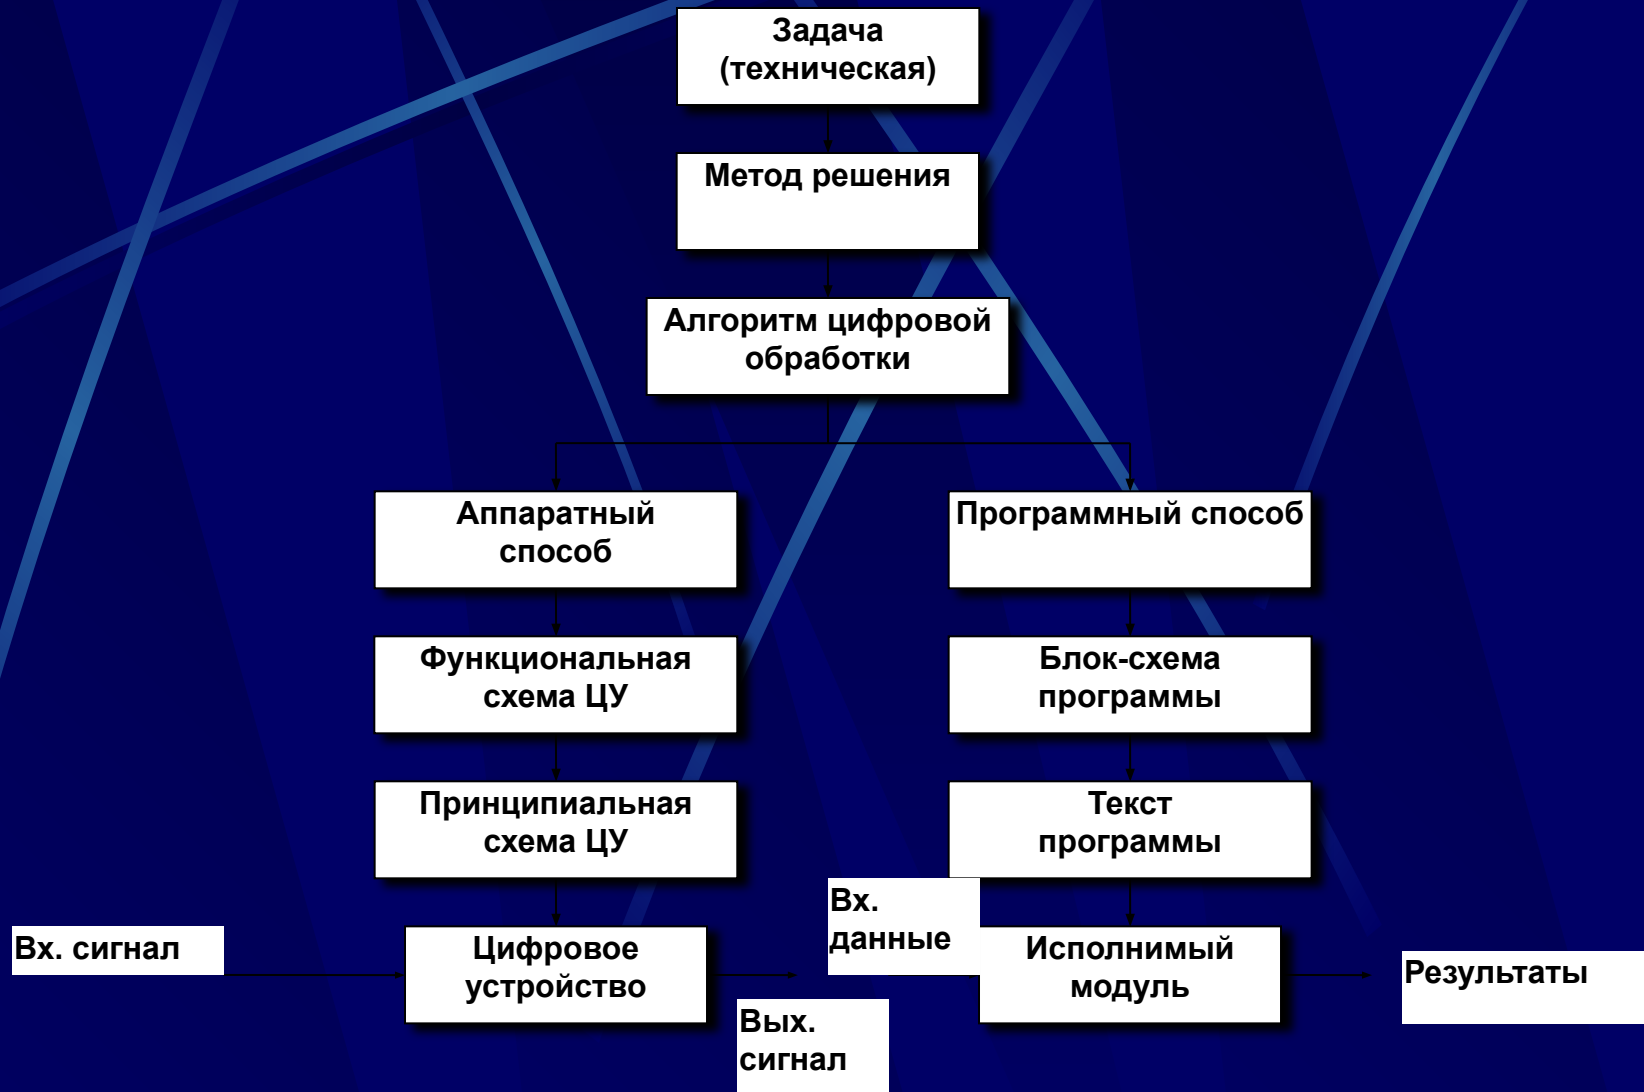 Задача
(техническая)
Метод решения
Алгоритм цифровой
обработки
Аппаратный
способ
Программный способ
Функциональная
схема ЦУ
Блок-схема
программы
Принципиальная
схема ЦУ
Текст
программы
Вх. сигнал
Цифровое
устройство
Вых.
сигнал
Вх.
данные
Исполнимый
модуль
Результаты